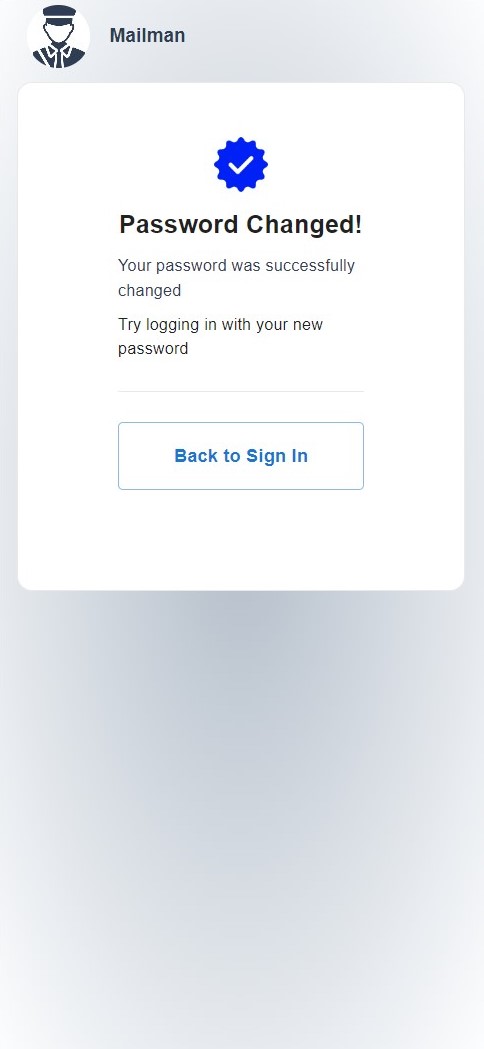 Mailman
Password Changed!
Your password was successfully
changed
Try logging in with your new
password
Back to Sign In